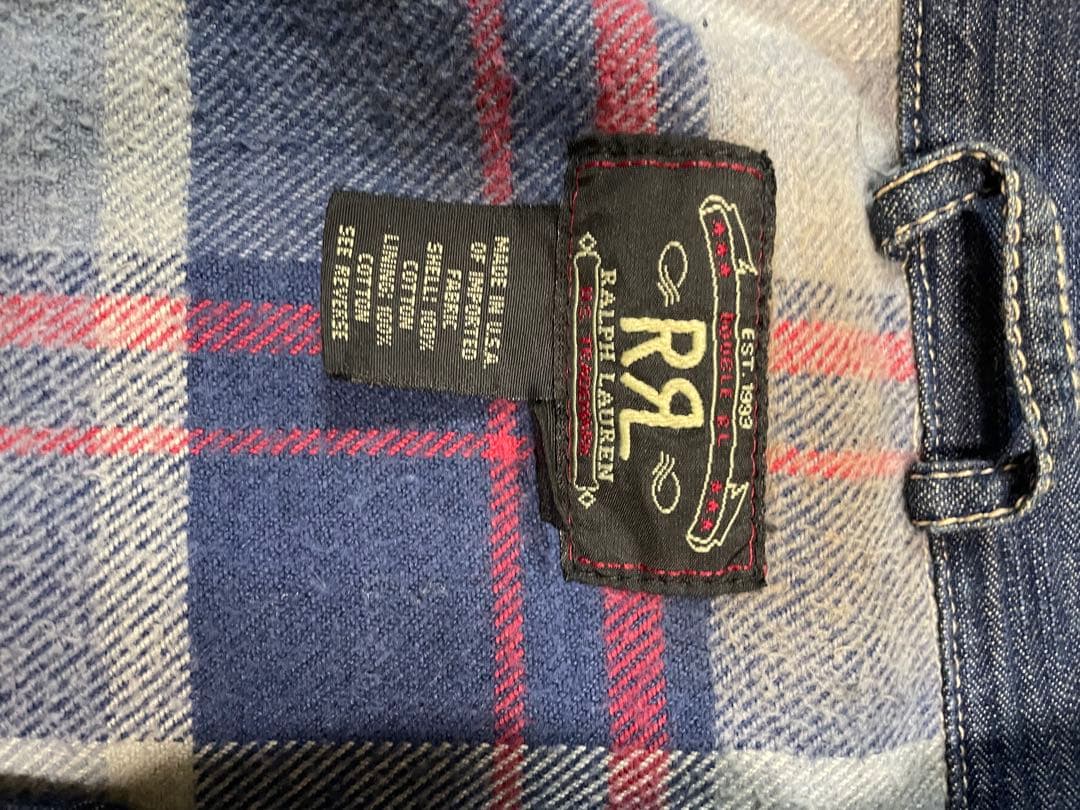 EST. 1993
DOUBLE RL
RRL
RALPH LAUREN
MADE IN U.S.A.
OF IMPORTED
FABRIC
SHELL 100%
COTTON
LINING 100%
COTTON
SEE REVERSE